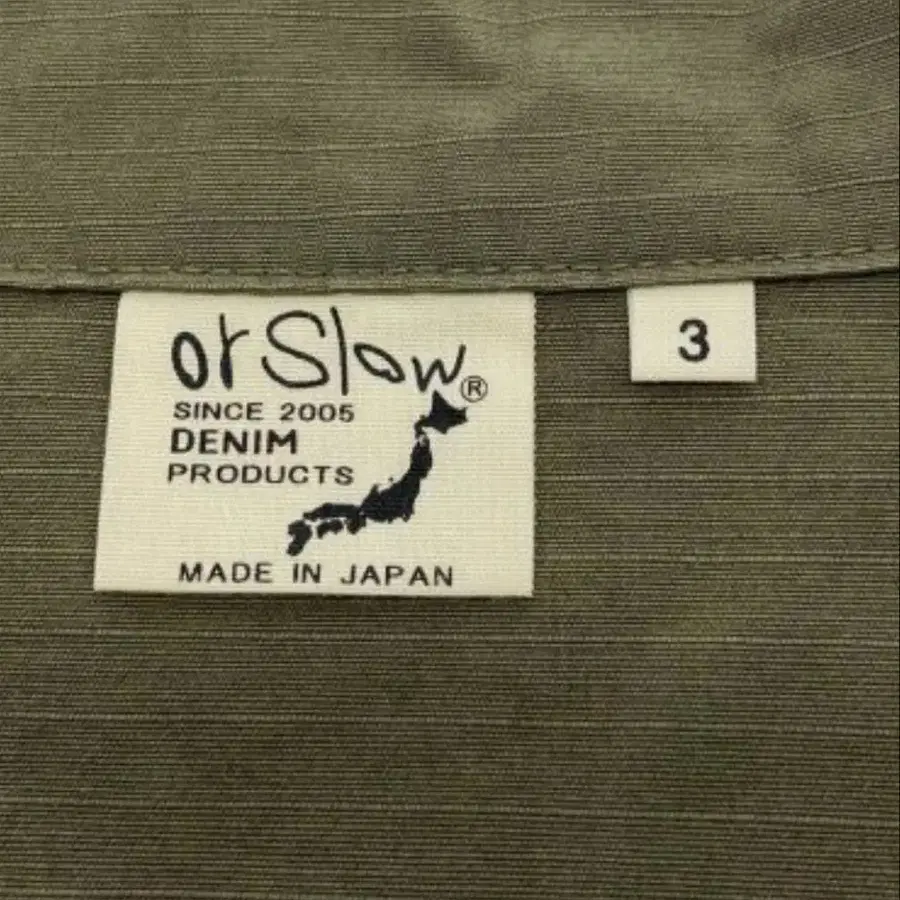 orSlow®
SINCE 2005
DENIM
PRODUCTS
MADE IN JAPAN
3